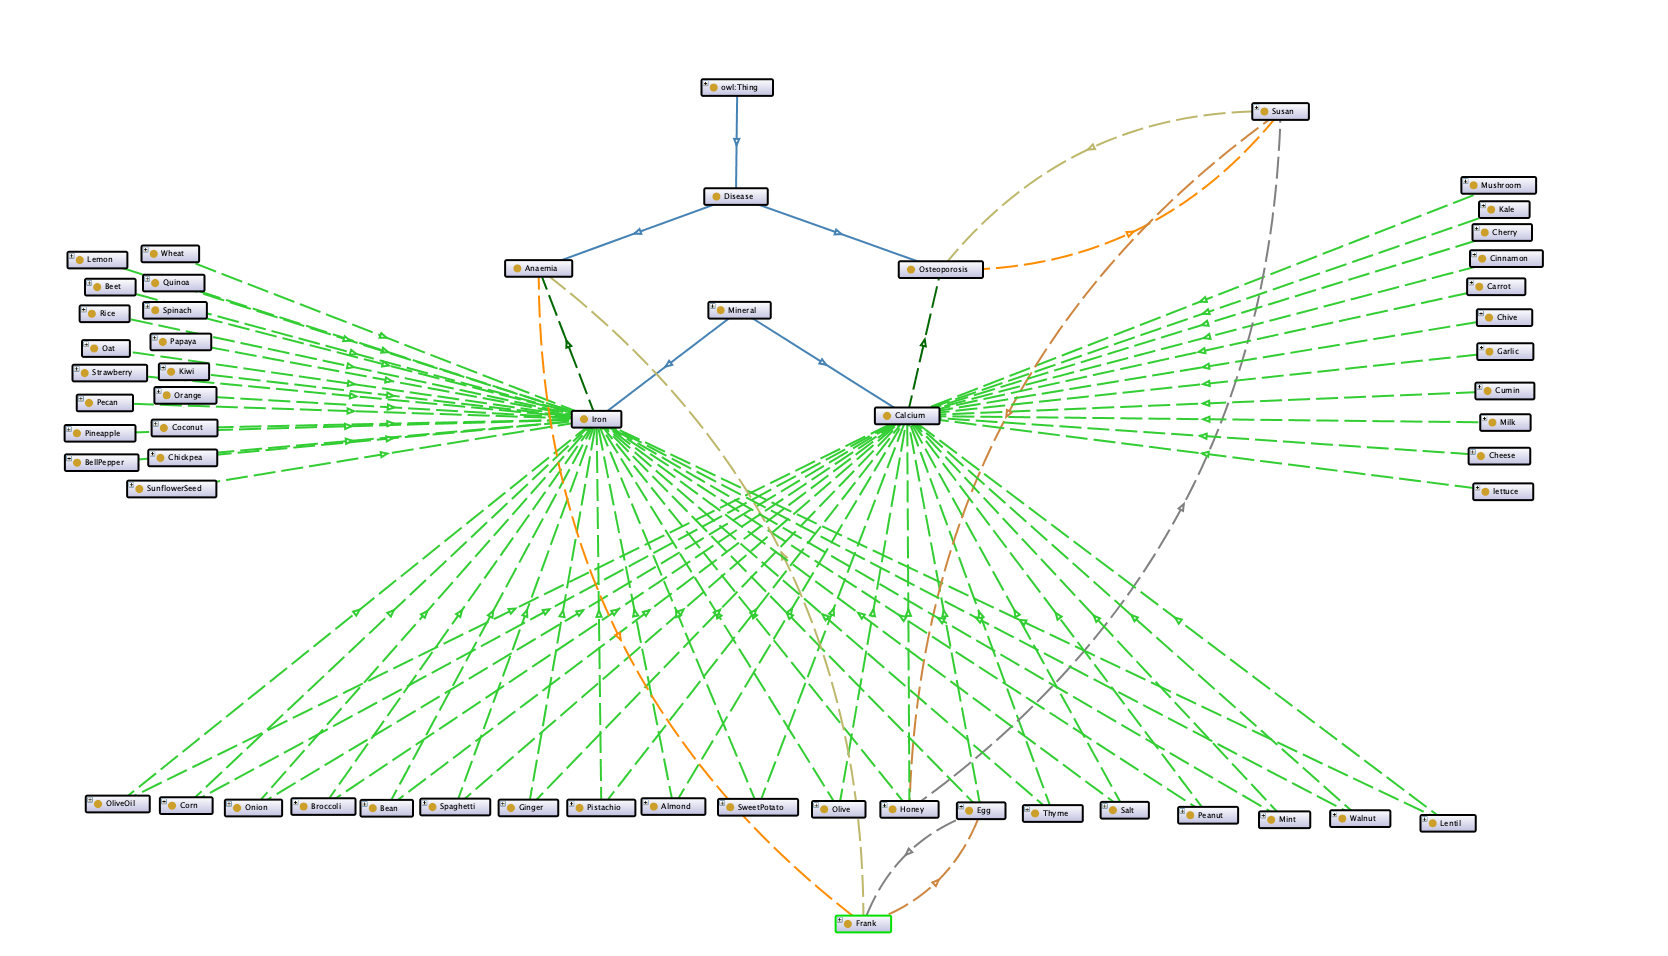 owl:Thing
Susan
Disease
Mushroom
Kale
Cherry
Cinnamon
Carrot
Chive
Garlic
Cumin
Milk
Cheese
lettuce
Wheat
Lemon
Quinoa
Beet
Spinach
Rice
Papaya
Oat
Kiwi
Strawberry
Orange
Pecan
Coconut
Pineapple
Chickpea
BellPepper
SunflowerSeed
Anaemia
Osteoporosis
Mineral
Iron
Calcium
OliveOil
Corn
Onion
Broccoli
Bean
Spaghetti
Ginger
Pistachio
Almond
SweetPotato
Olive
Honey
Egg
Thyme
Salt
Peanut
Mint
Walnut
Lentil
Frank